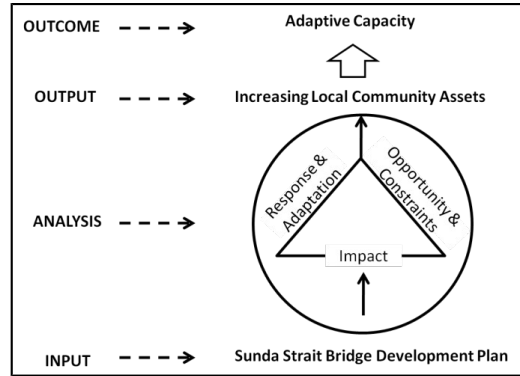 OUTCOME
Adaptive Capacity
OUTPUT
Increasing Local Community Assets
ANALYSIS
Response &
Adaptation
Opportunity &
Constraints
Impact
INPUT
Sunda Strait Bridge Development Plan